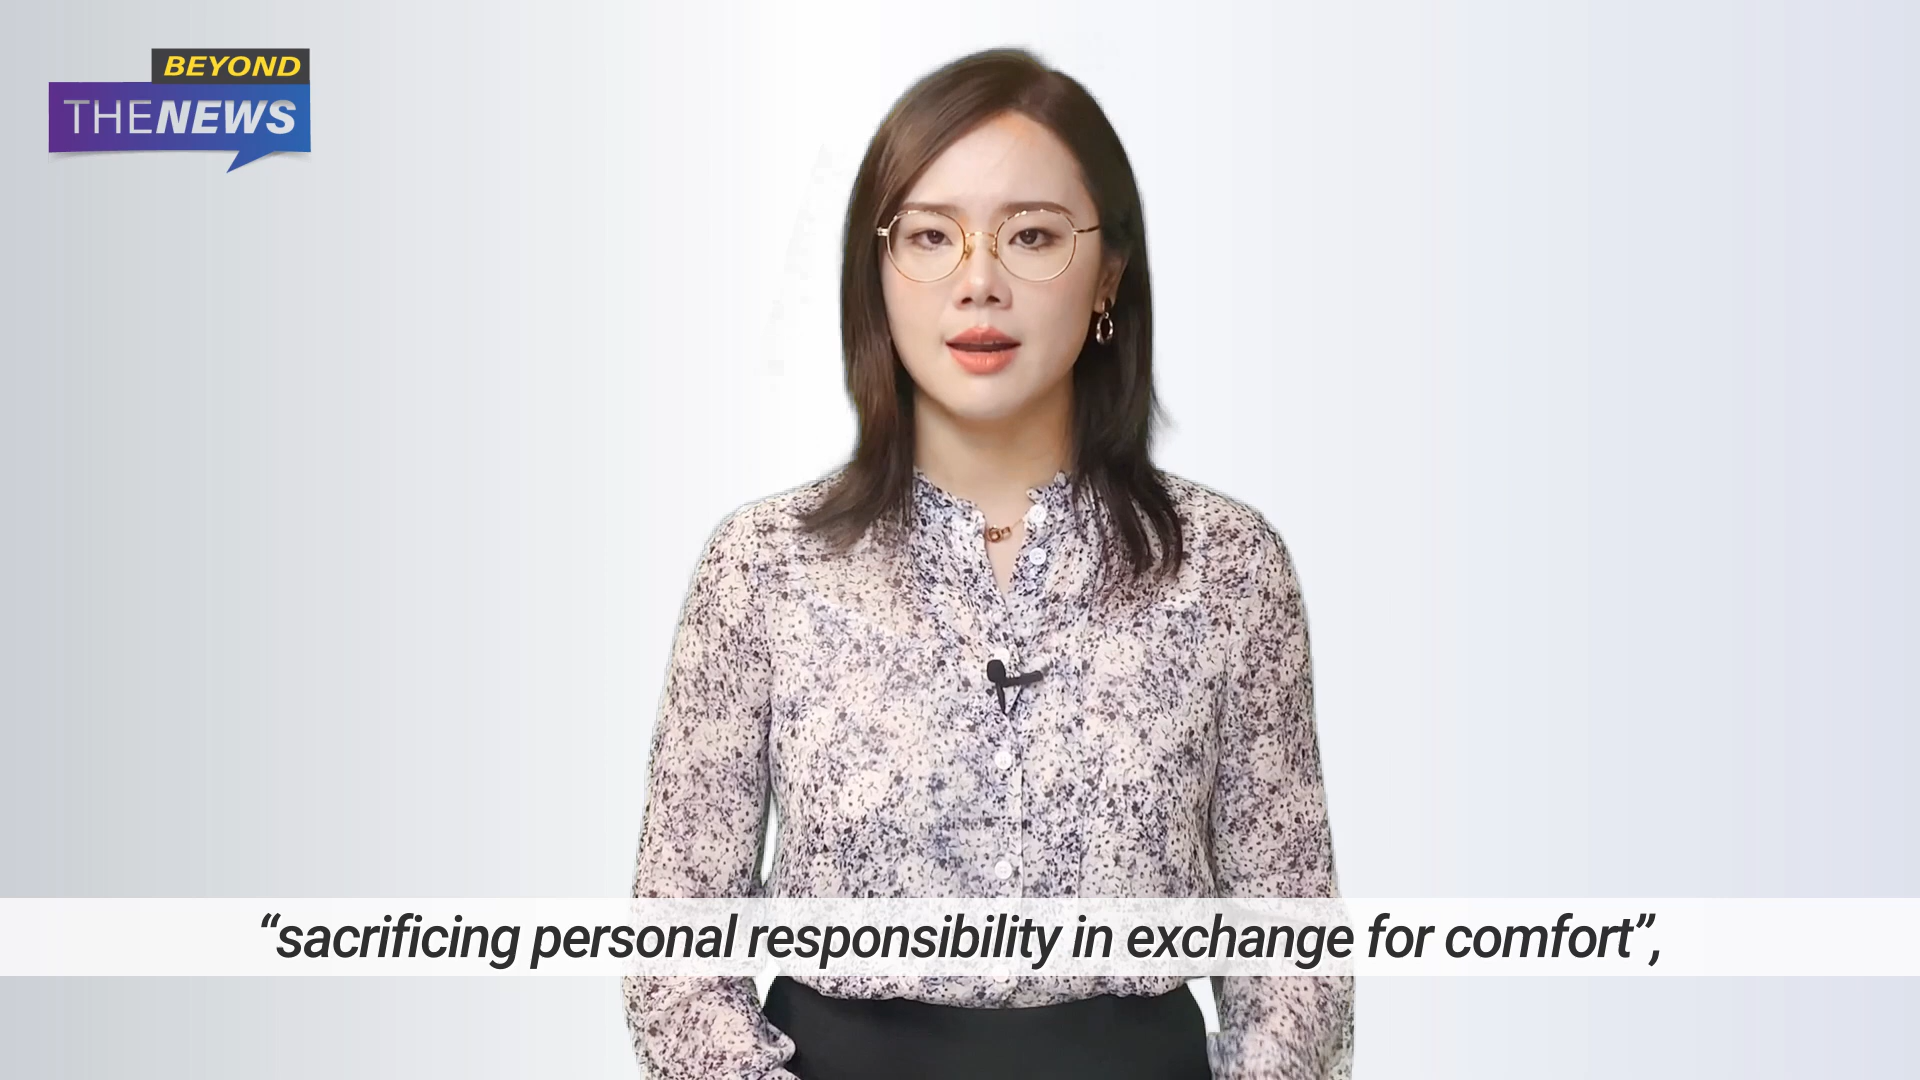 BEYOND
THENEWS
“sacrificing personal responsibility in exchange for comfort”,